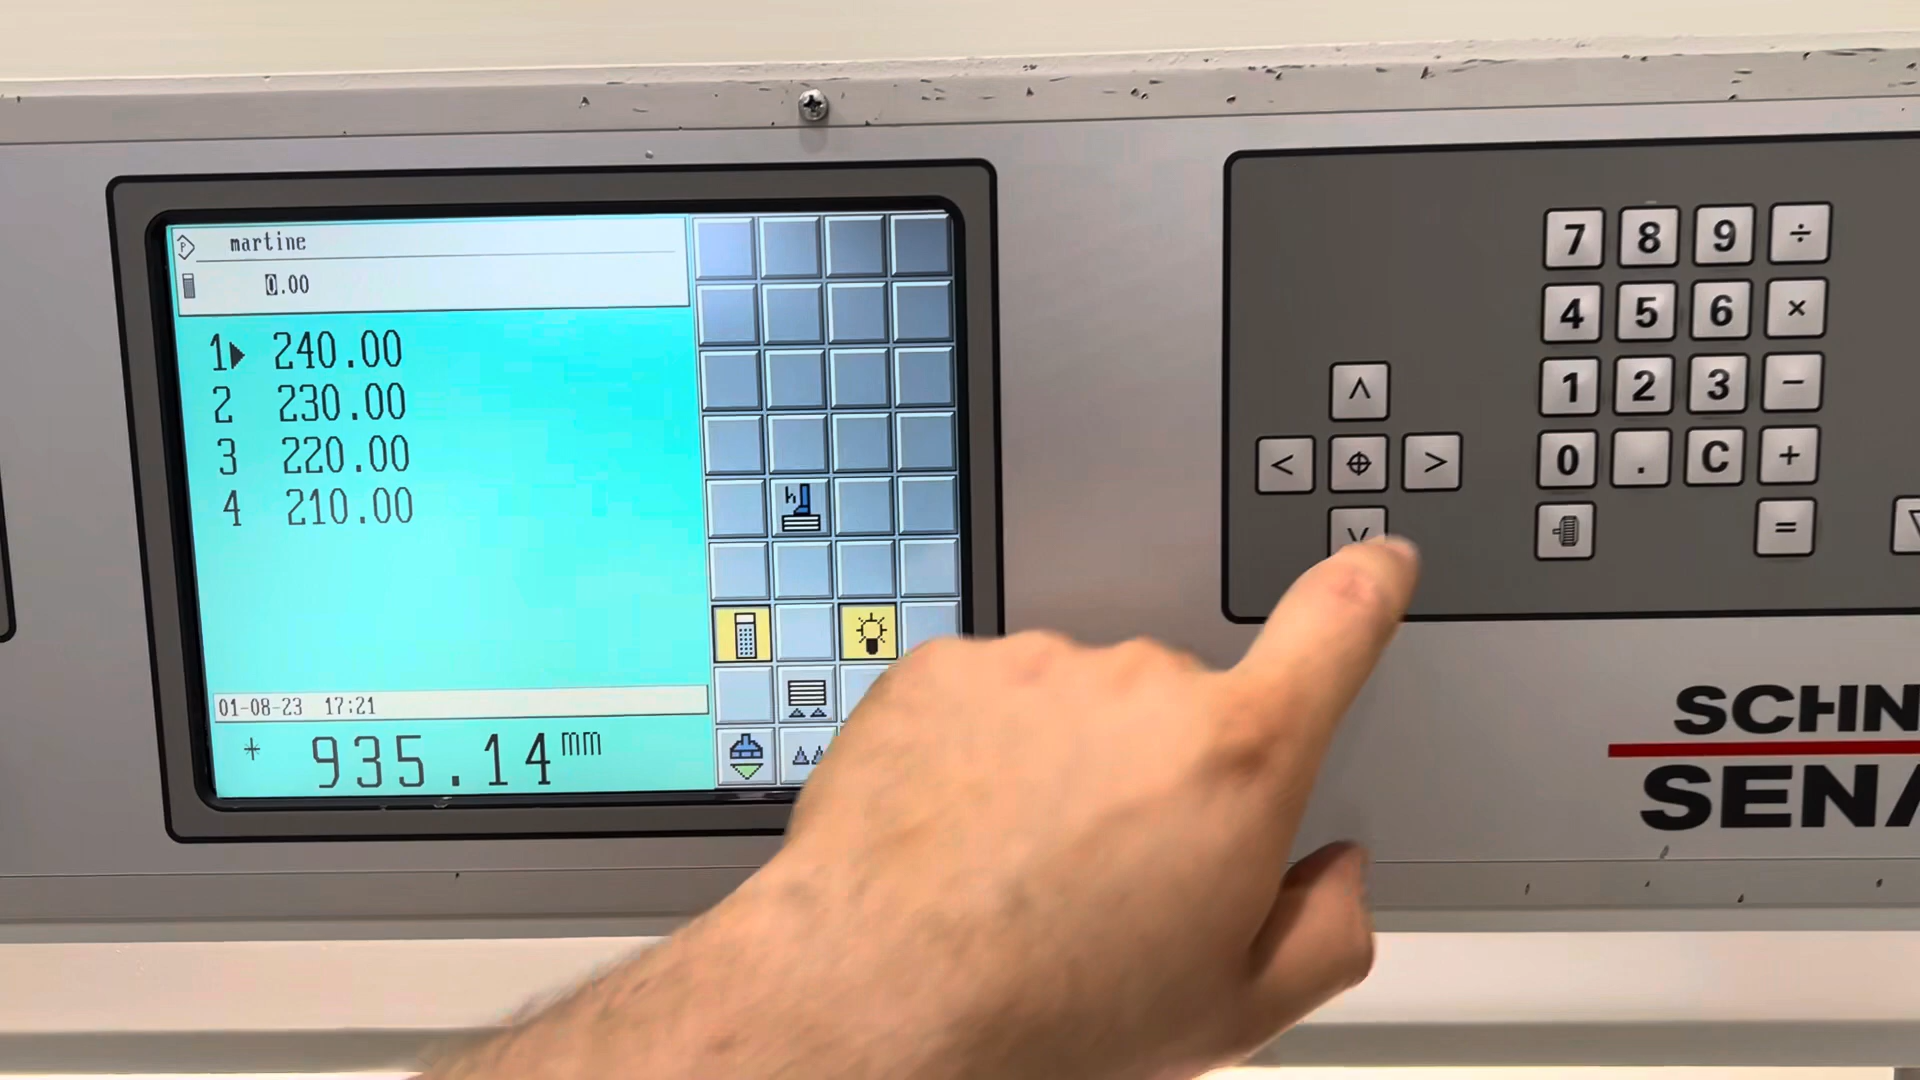 martine
0.00
1 240.00
2 230.00
3 220.00
4 210.00
01-08-23 17:21
* 935.14 mm
h
7 8 9 ÷
4 5 6 ×
1 2 3 −
0 . C +
=
^
< >
v
SCHN
SENA